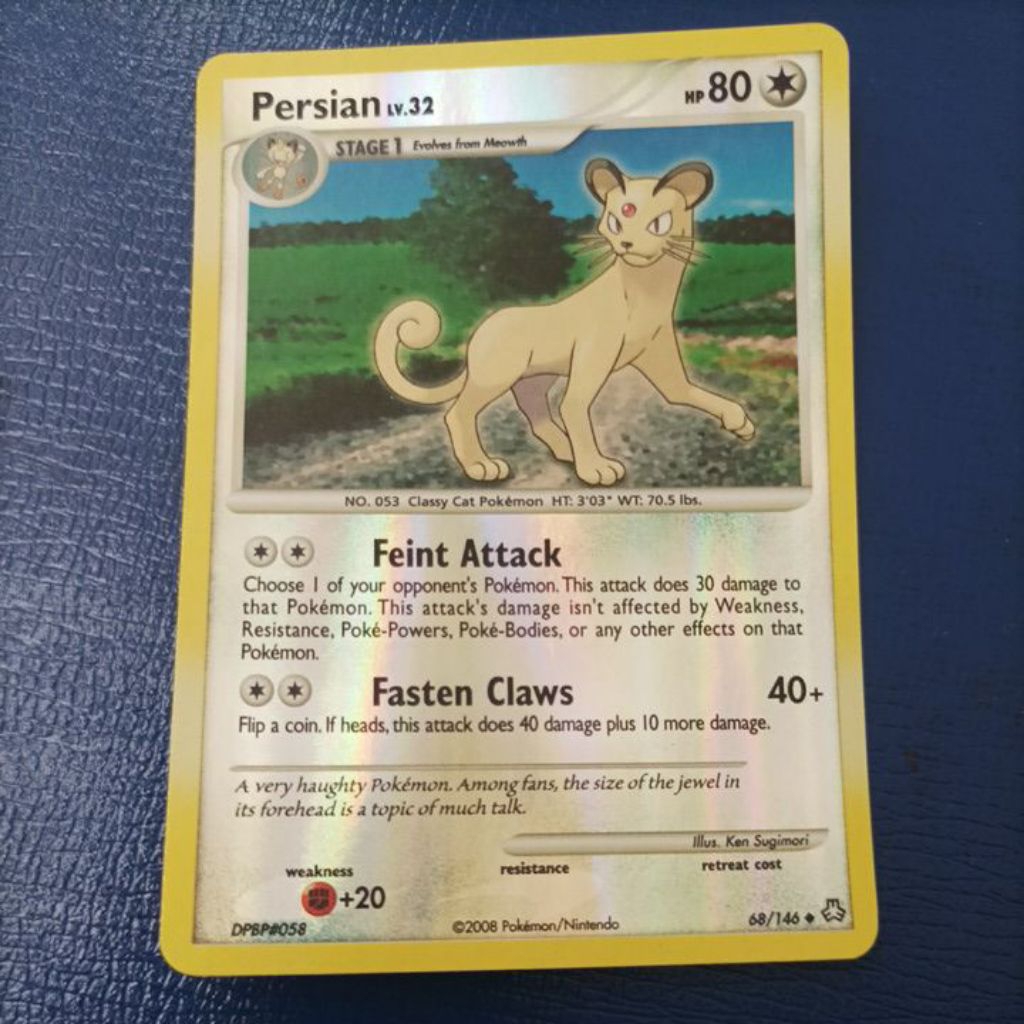 Persian LV.32
HP 80
STAGE 1 Evolves from Meowth
NO. 053 Classy Cat Pokémon HT: 3'03" WT: 70.5 lbs.
Feint Attack
Choose 1 of your opponent's Pokémon. This attack does 30 damage to
that Pokémon. This attack's damage isn't affected by Weakness,
Resistance, Poké-Powers, Poké-Bodies, or any other effects on that
Pokémon.
Fasten Claws 40+
Flip a coin. If heads, this attack does 40 damage plus 10 more damage.
A very haughty Pokémon. Among fans, the size of the jewel in
its forehead is a topic of much talk.
Illus. Ken Sugimori
weakness resistance retreat cost
+20
DPBP#058 ©2008 Pokémon/Nintendo 68/146